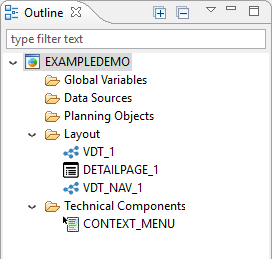 Outline
type filter text
EXAMPLEDEMO
Global Variables
Data Sources
Planning Objects
Layout
VDT_1
DETAILPAGE_1
VDT_NAV_1
Technical Components
CONTEXT_MENU